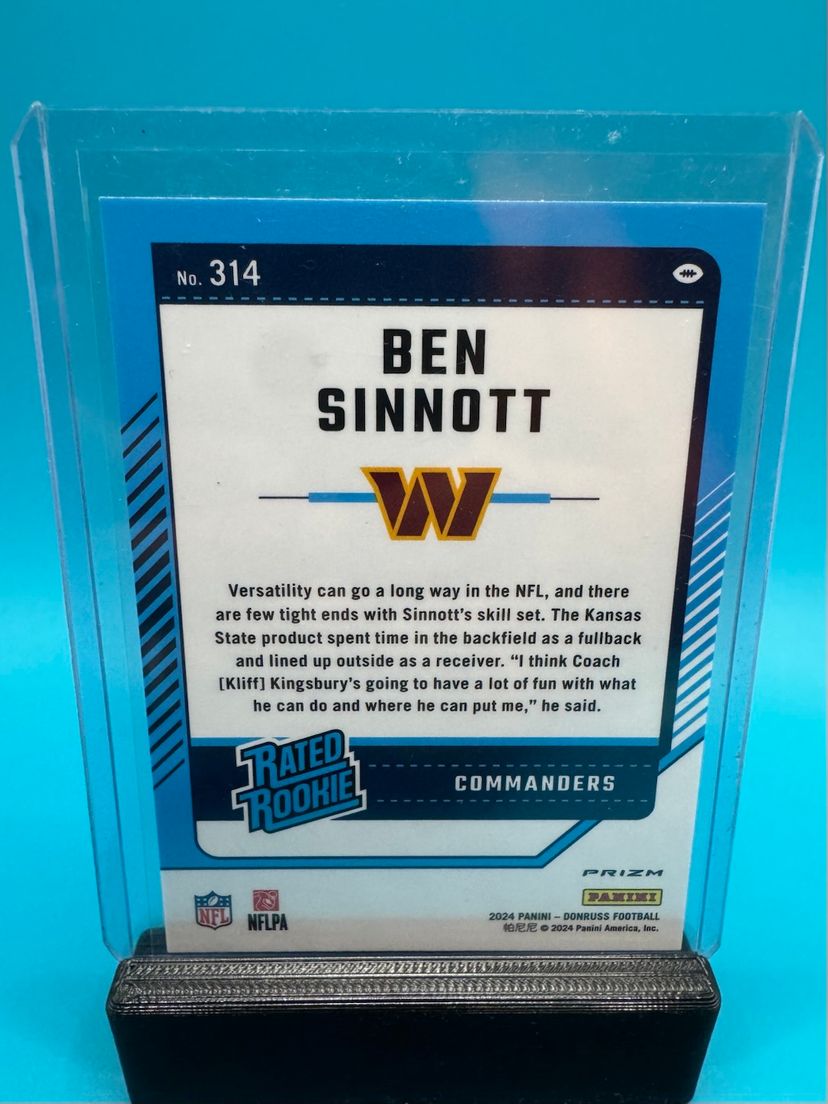 No. 314
BEN
SINNOTT
W
Versatility can go a long way in the NFL, and there
are few tight ends with Sinnott's skill set. The Kansas
State product spent time in the backfield as a fullback
and lined up outside as a receiver. “I think Coach
[Kliff] Kingsbury's going to have a lot of fun with what
he can do and where he can put me,” he said.
RATED
ROOKIE
COMMANDERS
PRIZM
PANINI
NFL
NFLPA
2024 PANINI – DONRUSS FOOTBALL
帕尼尼 © 2024 Panini America, Inc.